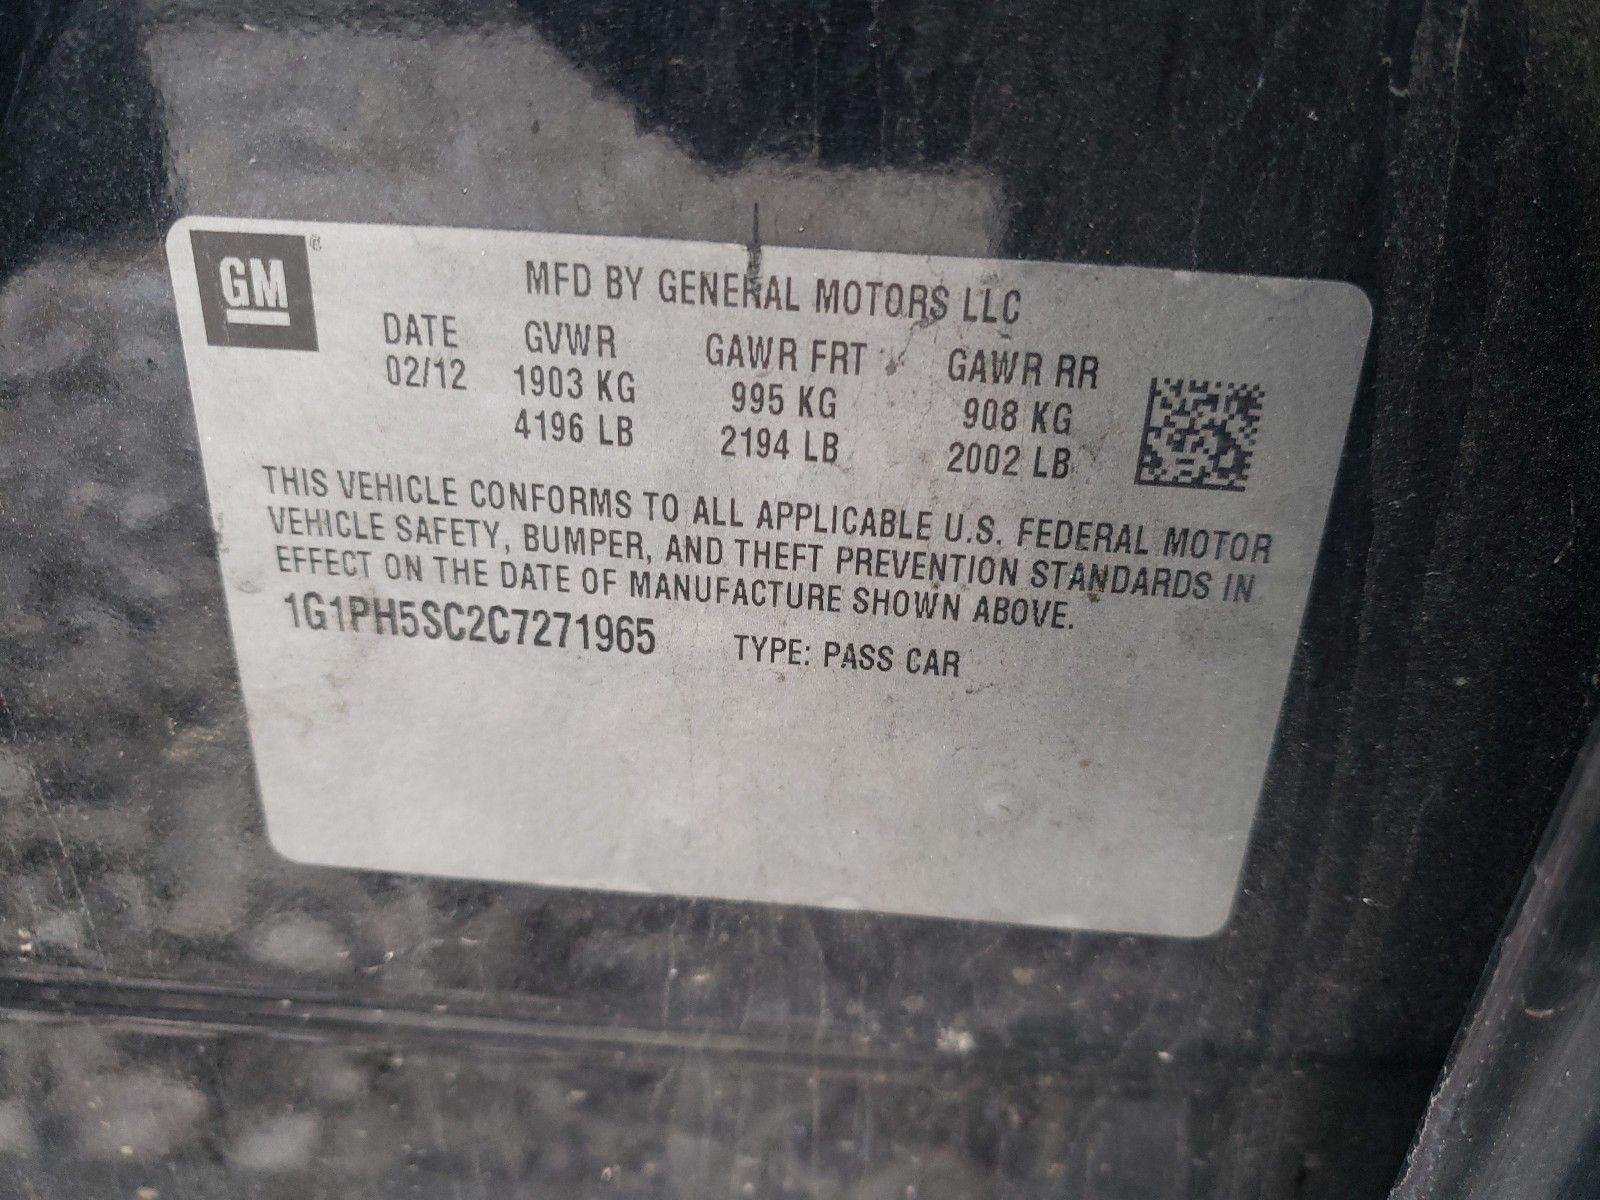 GM
MFD BY GENERAL MOTORS LLC
DATE GVWR GAWR FRT GAWR RR
02/12 1903 KG 995 KG 908 KG
4196 LB 2194 LB 2002 LB
THIS VEHICLE CONFORMS TO ALL APPLICABLE U.S. FEDERAL MOTOR
VEHICLE SAFETY, BUMPER, AND THEFT PREVENTION STANDARDS IN
EFFECT ON THE DATE OF MANUFACTURE SHOWN ABOVE.
1G1PH5SC2C7271965 TYPE: PASS CAR